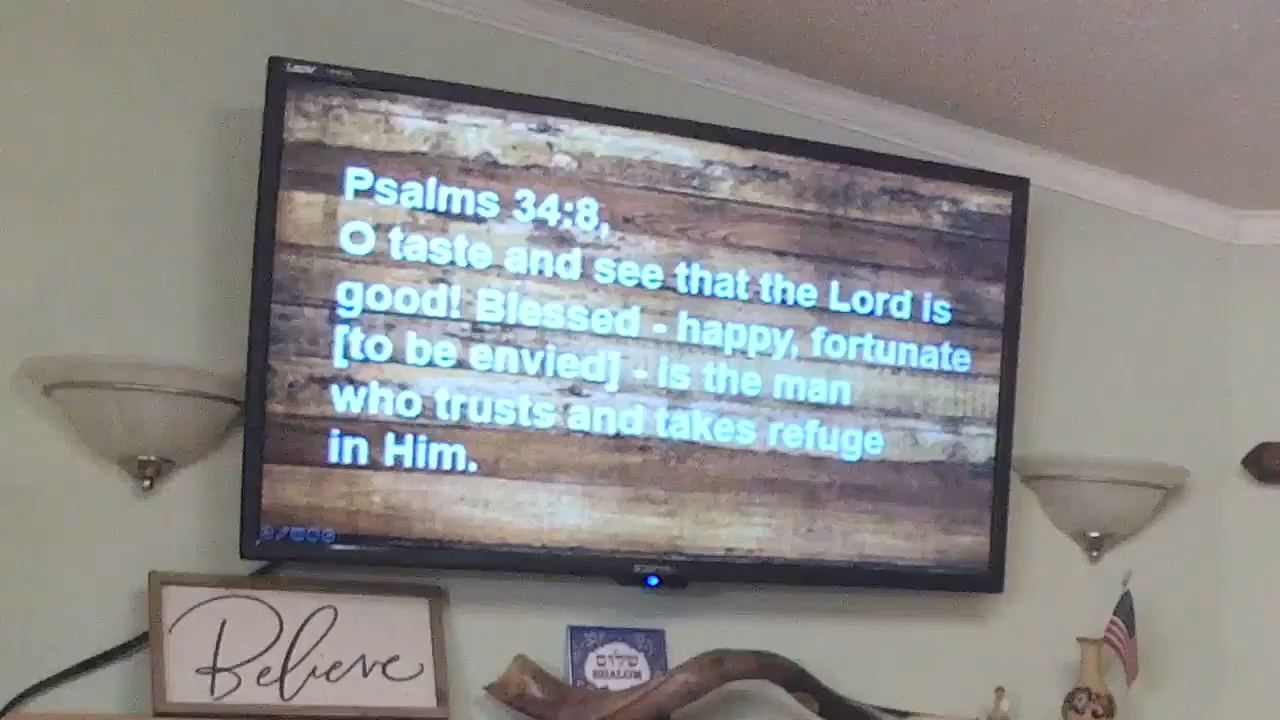 Psalms 34:8,
O taste and see that the Lord is
good! Blessed - happy, fortunate
[to be envied] - is the man
who trusts and takes refuge
in Him.
Believe
שלום
SHALOM